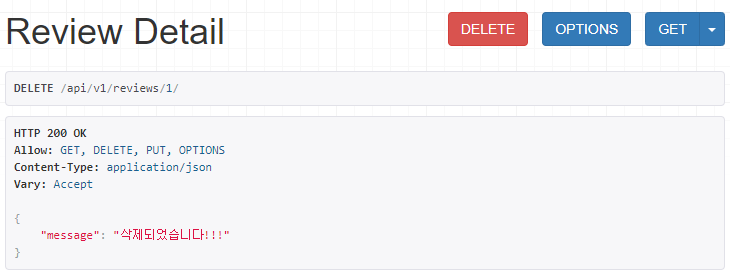 Review Detail
DELETE OPTIONS GET
DELETE /api/v1/reviews/1/
HTTP 200 OK
Allow: GET, DELETE, PUT, OPTIONS
Content-Type: application/json
Vary: Accept
{
    "message": "삭제되었습니다!!!"
}